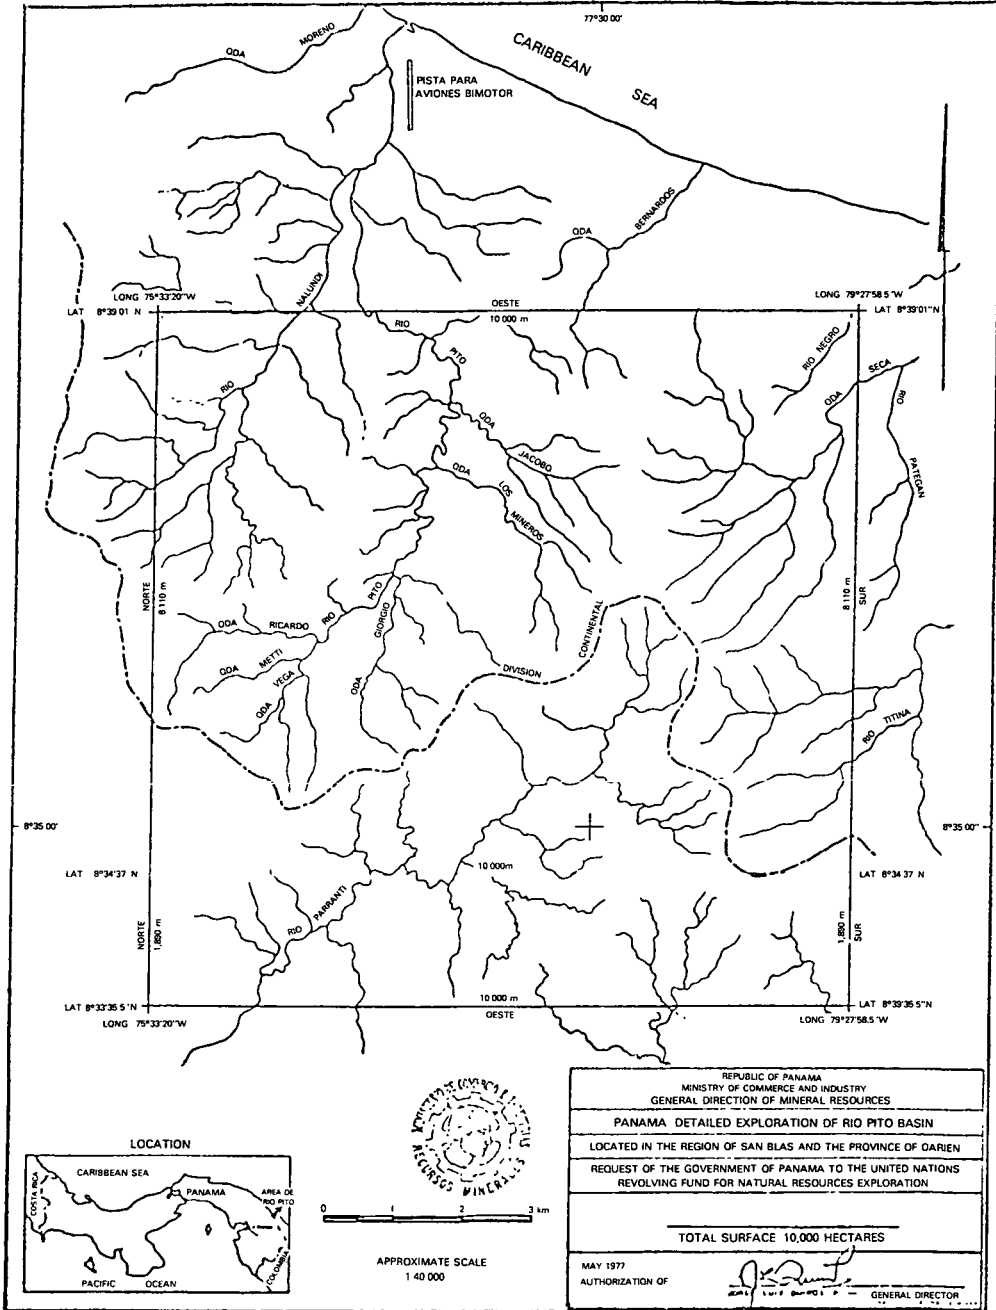 77°30 00'
QDA MORENO
CARIBBEAN SEA
PISTA PARA
AVIONES BIMOTOR
QDA BERNARDOS
NALUNDI
LONG 75°33'20"W
LONG 79°27'58 5 "W
LAT 8°39 01 N
OESTE
10 000 m
LAT 8°39'01"N
RIO PITO
RIO NEGRO
QDA SECA
RIO
RIO PATEGAN
QDA JACOBO
QDA LOS MINEROS
NORTE
8 110 m
8 110 m
SUR
RIO PITO
QDA GIORGIO
QDA RICARDO
QDA METTI
QDA VEGA
DIVISION CONTINENTAL
RIO TITINA
8°35 00'
8°35 00'
10 000m
LAT 8°34'37 N
LAT 8°34 37 N
RIO PARRANTI
NORTE
1,890 m
1,890 m
SUR
LAT 8°33'35 5"N
10 000 m
OESTE
LAT 8°39'35 5"N
LONG 75°33'20"W
LONG 79°27'58.5 "W
LOCATION
CARIBBEAN SEA
COSTA RICA
PANAMA
AREA DE
RIO PITO
COLOMBIA
PACIFIC OCEAN
RECURSOS MINERALES
0 1 2 3 km
APPROXIMATE SCALE
1 40 000
REPUBLIC OF PANAMA
MINISTRY OF COMMERCE AND INDUSTRY
GENERAL DIRECTION OF MINERAL RESOURCES
PANAMA DETAILED EXPLORATION OF RIO PITO BASIN
LOCATED IN THE REGION OF SAN BLAS AND THE PROVINCE OF DARIEN
REQUEST OF THE GOVERNMENT OF PANAMA TO THE UNITED NATIONS
REVOLVING FUND FOR NATURAL RESOURCES EXPLORATION
TOTAL SURFACE 10,000 HECTARES
MAY 1977
AUTHORIZATION OF
GENERAL DIRECTOR